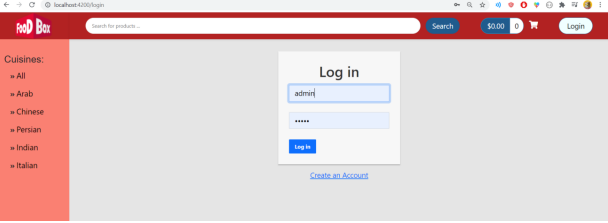 localhost:4200/login
FooD Box
Search for products ...
Search
$0.00
0
Login
Cuisines:
» All
» Arab
» Chinese
» Persian
» Indian
» Italian
Log in
admin
•••••
Log in
Create an Account